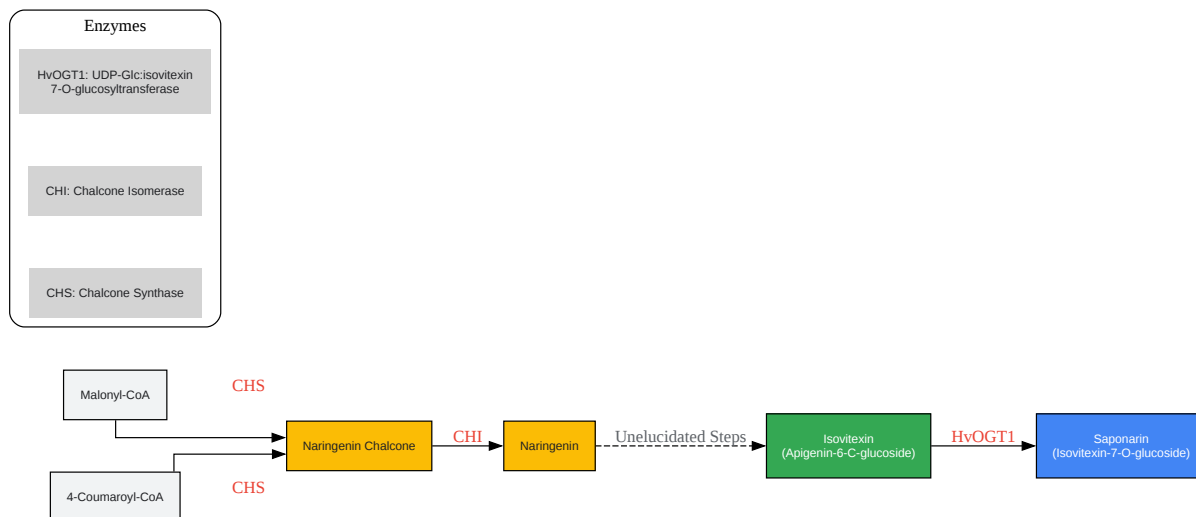 Enzymes
HvOGT1: UDP-Glc:isovitexin
7-O-glucosyltransferase
CHI: Chalcone Isomerase
CHS: Chalcone Synthase
Malonyl-CoA
CHS
Naringenin Chalcone
CHI
Naringenin
Unelucidated Steps
Isovitexin
(Apigenin-6-C-glucoside)
HvOGT1
Saponarin
(Isovitexin-7-O-glucoside)
4-Coumaroyl-CoA
CHS